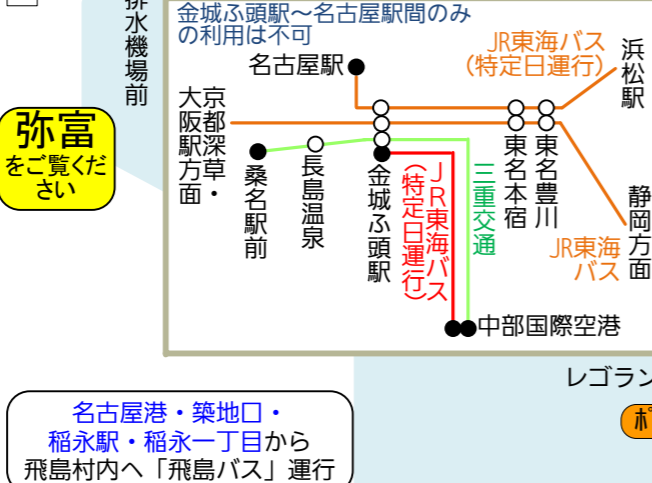 排水機場前
金城ふ頭駅～名古屋駅間のみ
の利用は不可
名古屋駅
JR東海バス
(特定日運行)
浜松駅
京都深草・
大阪駅方面
桑名駅前
長島温泉
金城ふ頭駅
JR東海バス
(特定日運行)
三重交通
東名本宿
東名豊川
JR東海
バス
静岡方面
中部国際空港
弥富
をご覧くだ
さい
レゴラン
名古屋港・築地口・
稲永駅・稲永一丁目から
飛島村内へ「飛島バス」運行